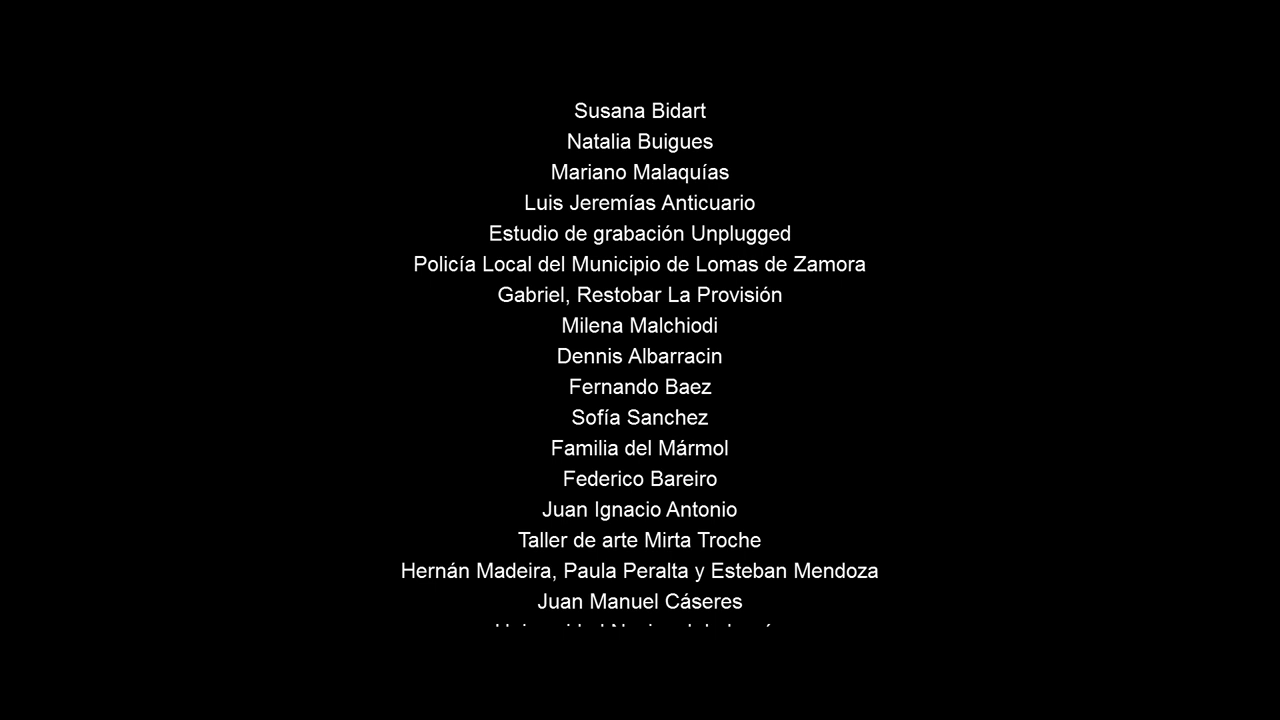 Susana Bidart
Natalia Buigues
Mariano Malaquías
Luis Jeremías Anticuario
Estudio de grabación Unplugged
Policía Local del Municipio de Lomas de Zamora
Gabriel, Restobar La Provisión
Milena Malchiodi
Dennis Albarracin
Fernando Baez
Sofía Sanchez
Familia del Mármol
Federico Bareiro
Juan Ignacio Antonio
Taller de arte Mirta Troche
Hernán Madeira, Paula Peralta y Esteban Mendoza
Juan Manuel Cáseres